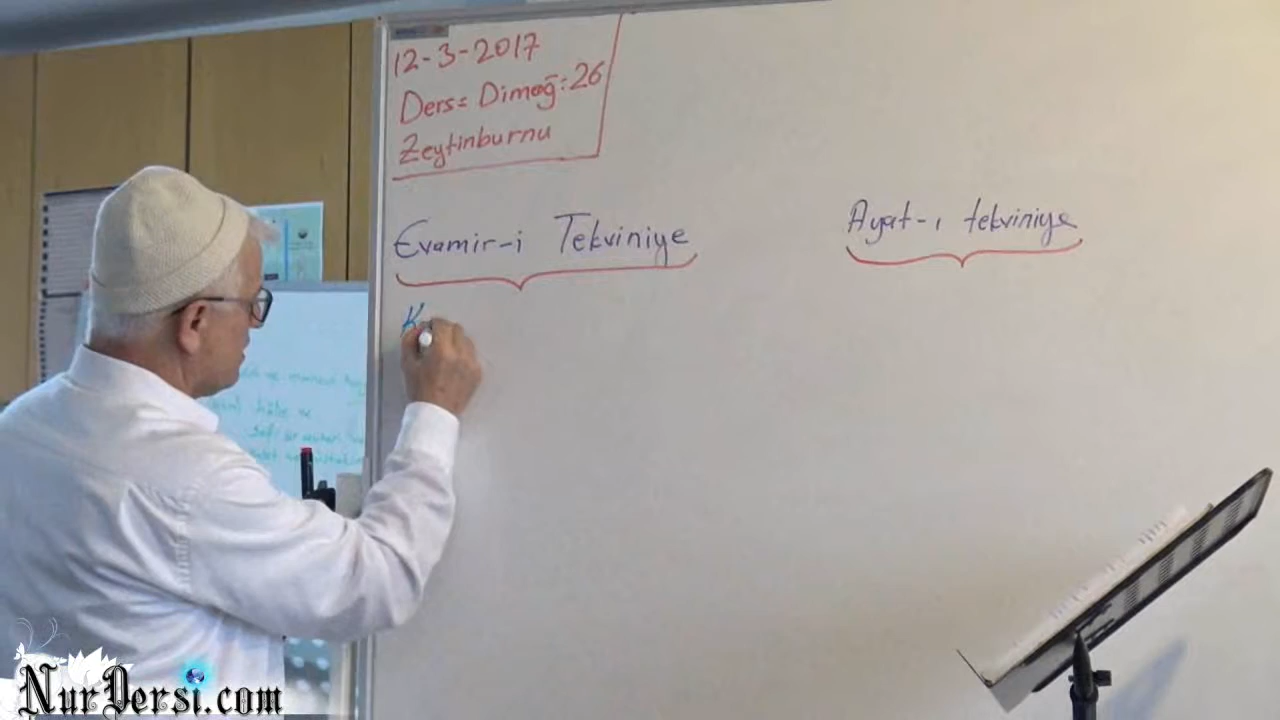 12-3-2017
Ders= Dimağ:26
Zeytinburnu
Evamir-i Tekviniye
Ayat-ı tekviniye
K
NurDersi.com